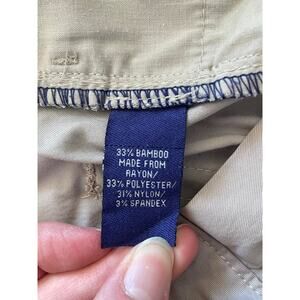 33% BAMBOO
MADE FROM
RAYON/
33% POLYESTER/
31% NYLON/
3% SPANDEX